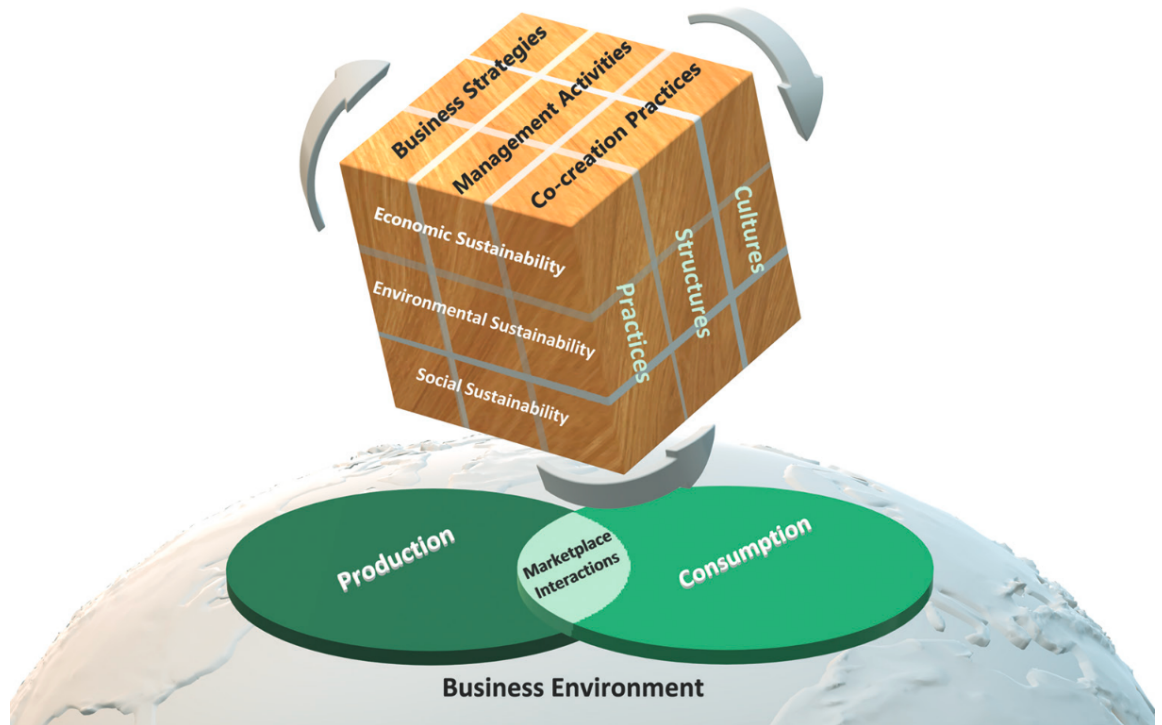 Business Strategies
Management Activities
Co-creation Practices
Economic Sustainability
Environmental Sustainability
Social Sustainability
Practices
Structures
Cultures
Production
Marketplace
Interactions
Consumption
Business Environment